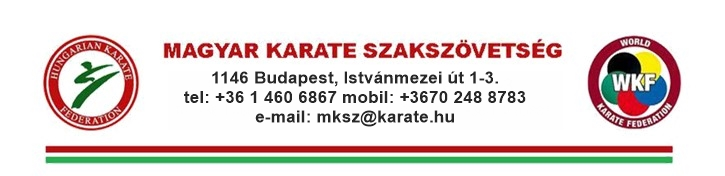 HUNGARIAN KARATE FEDERATION
MAGYAR KARATE SZAKSZÖVETSÉG
1146 Budapest, Istvánmezei út 1-3.
tel: +36 1 460 6867 mobil: +3670 248 8783
e-mail: mksz@karate.hu
WORLD KARATE FEDERATION
WKF